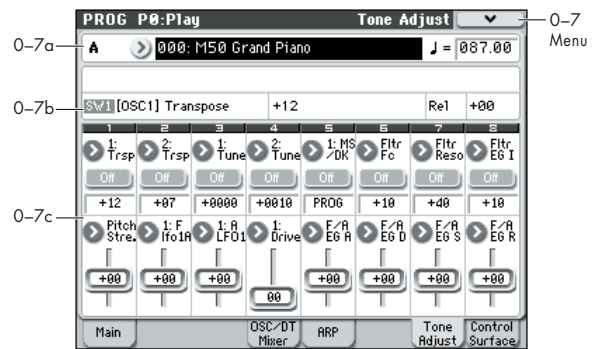 PROG P0:Play Tone Adjust
0–7 Menu
0–7a
A 000: M50 Grand Piano ♩= 087.00
0–7b
SW1 [OSC1] Transpose +12 Rel +00
1 2 3 4 5 6 7 8
1: Trsp 2: Trsp 1: Tune 2: Tune 1: MS /DK Fltr Fc Fltr Reso Fltr EG I
Off Off Off Off Off Off Off Off
0–7c
+12 +07 +0000 +0010 PROG +10 +40 +10
Pitch Stre. 1: F lfo1A 1: A LFO1 1: Drive F/A EG A F/A EG D F/A EG S F/A EG R
+00 +00 +00 00 +00 +00 +00 +00
Main OSC/DT Mixer ARP Tone Adjust Control Surface